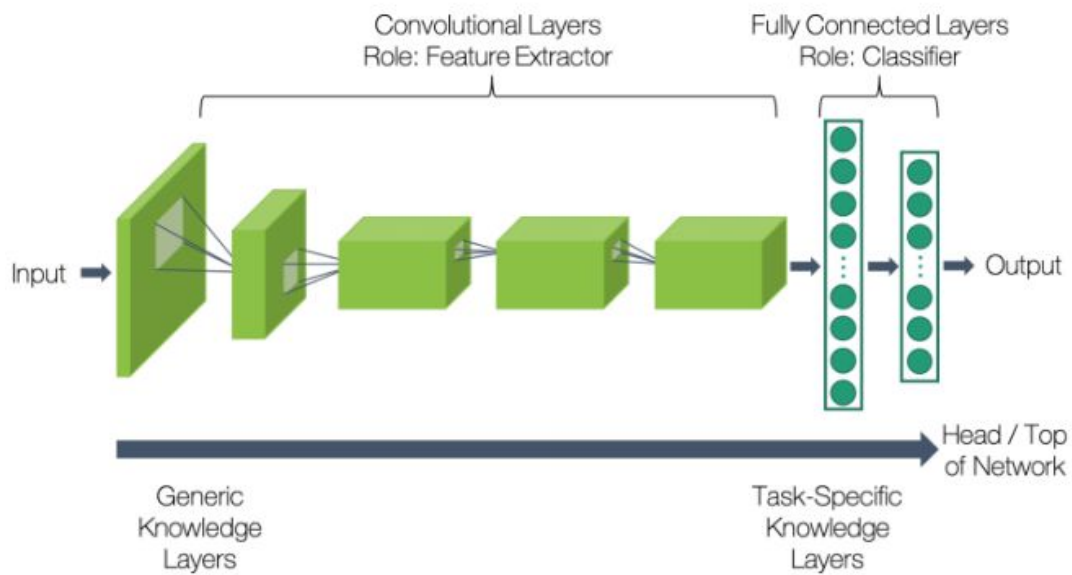 Convolutional Layers
Role: Feature Extractor
Fully Connected Layers
Role: Classifier
Input
Output
Head / Top
of Network
Generic
Knowledge
Layers
Task-Specific
Knowledge
Layers